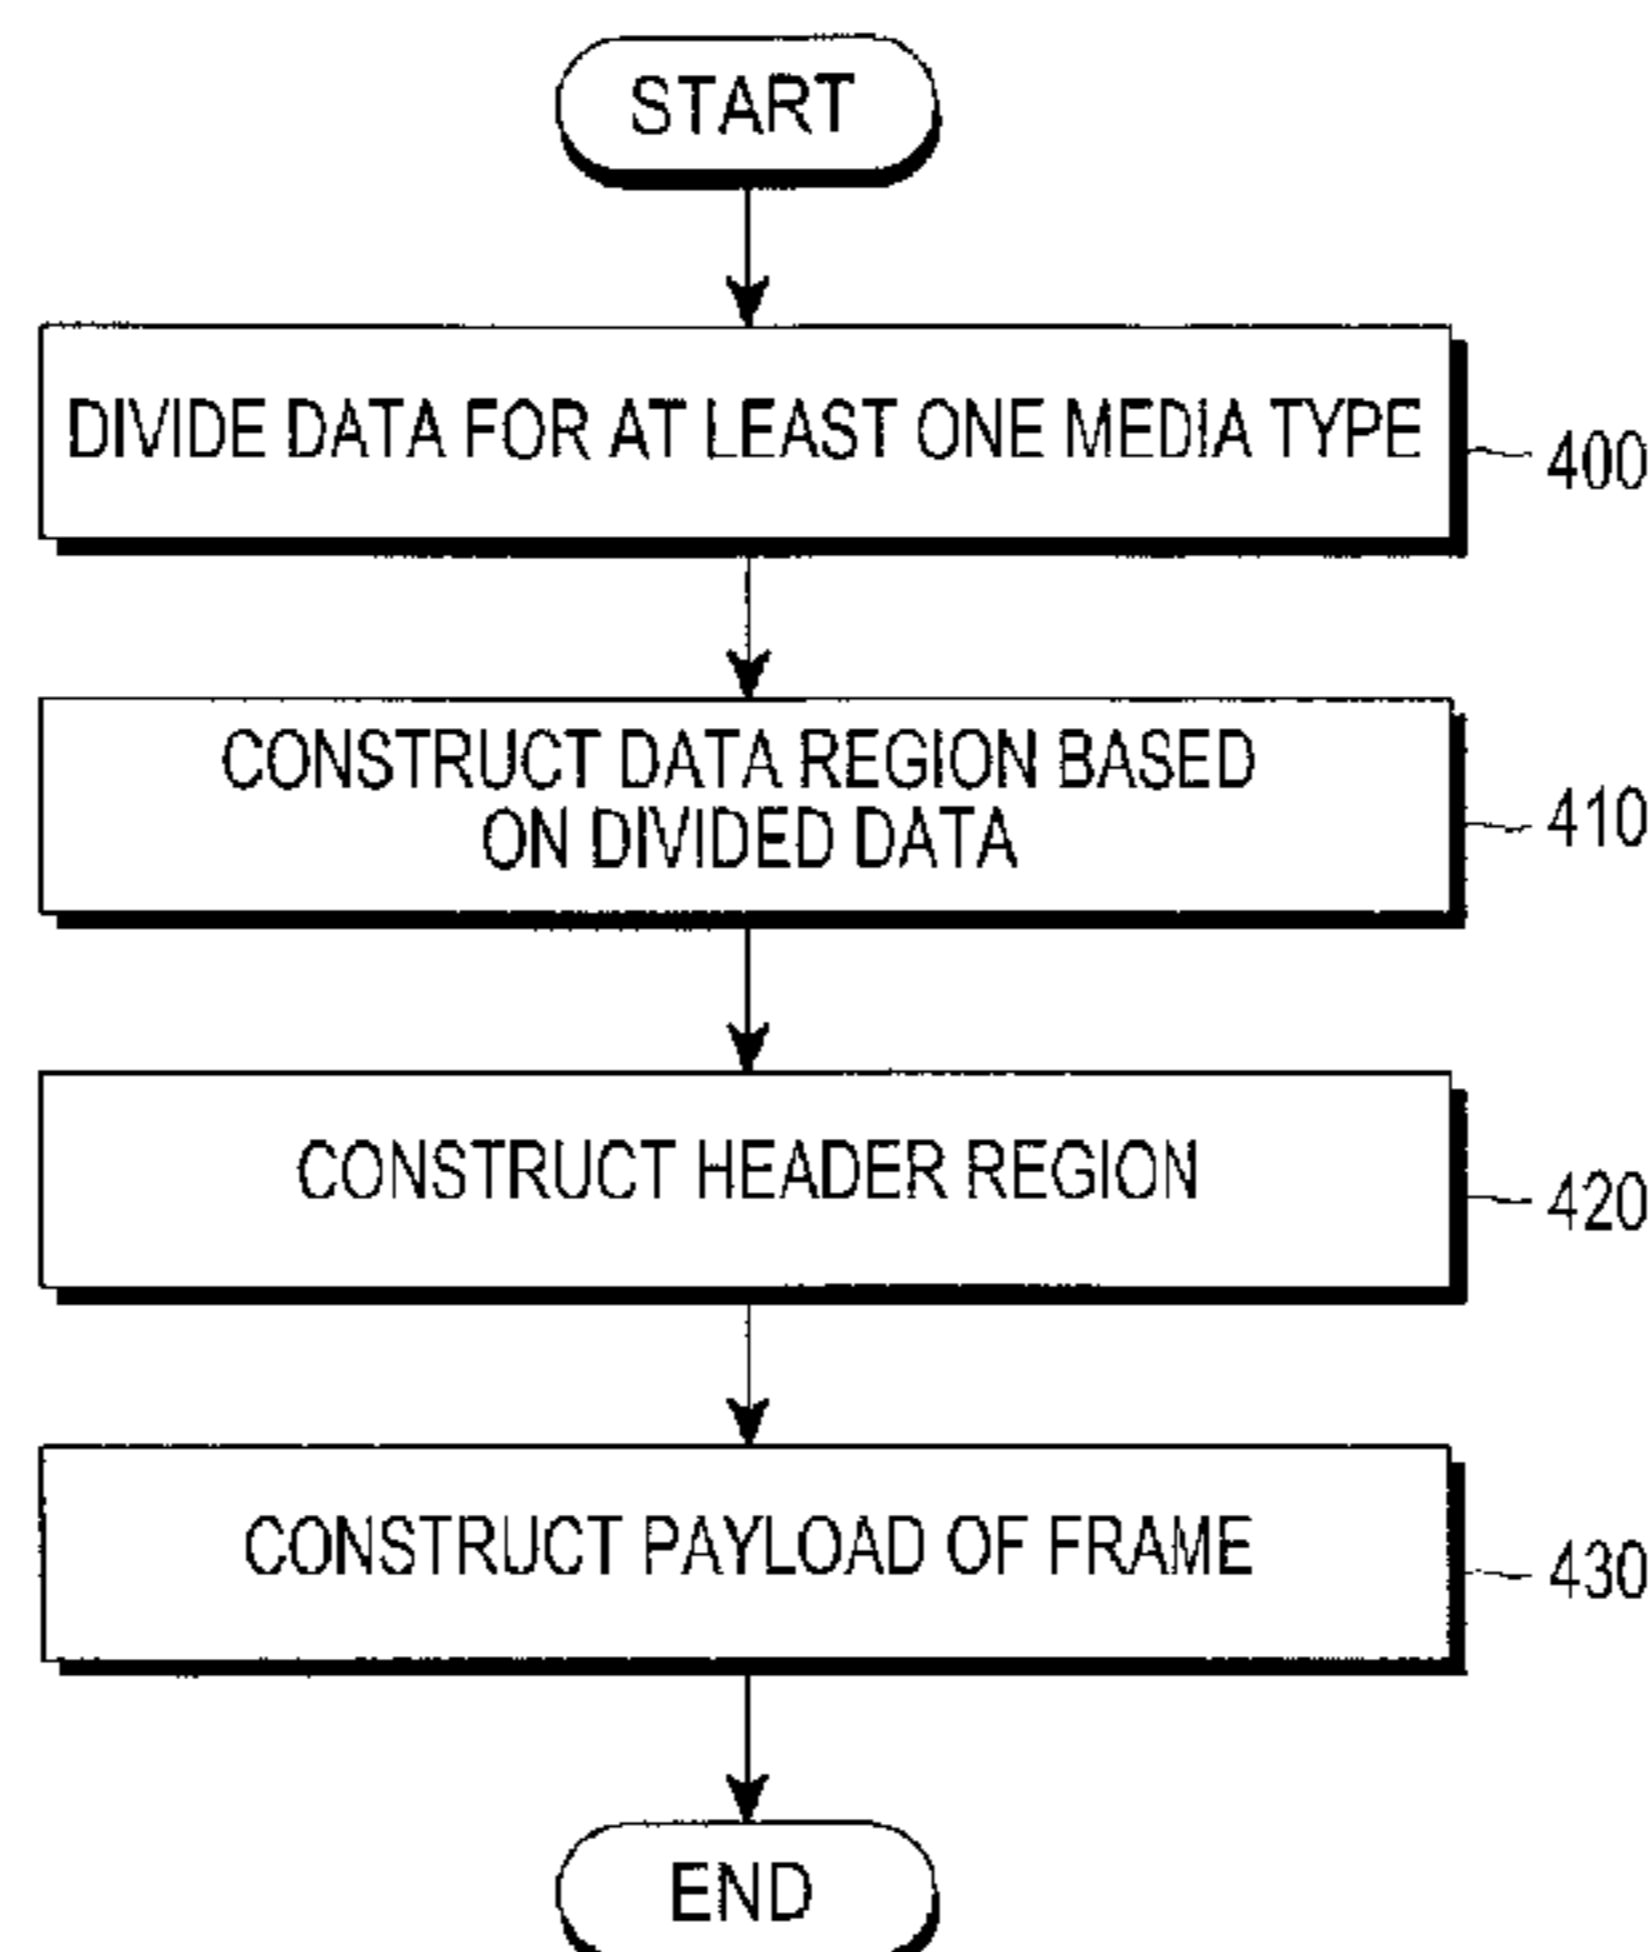 START
DIVIDE DATA FOR AT LEAST ONE MEDIA TYPE
400
CONSTRUCT DATA REGION BASED
ON DIVIDED DATA
410
CONSTRUCT HEADER REGION
420
CONSTRUCT PAYLOAD OF FRAME
430
END